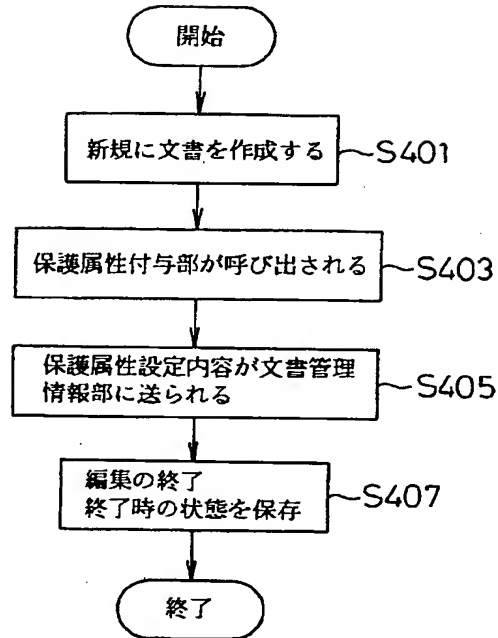 開始
新規に文書を作成する
S401
保護属性付与部が呼び出される
S403
保護属性設定内容が文書管理
情報部に送られる
S405
編集の終了
終了時の状態を保存
S407
終了